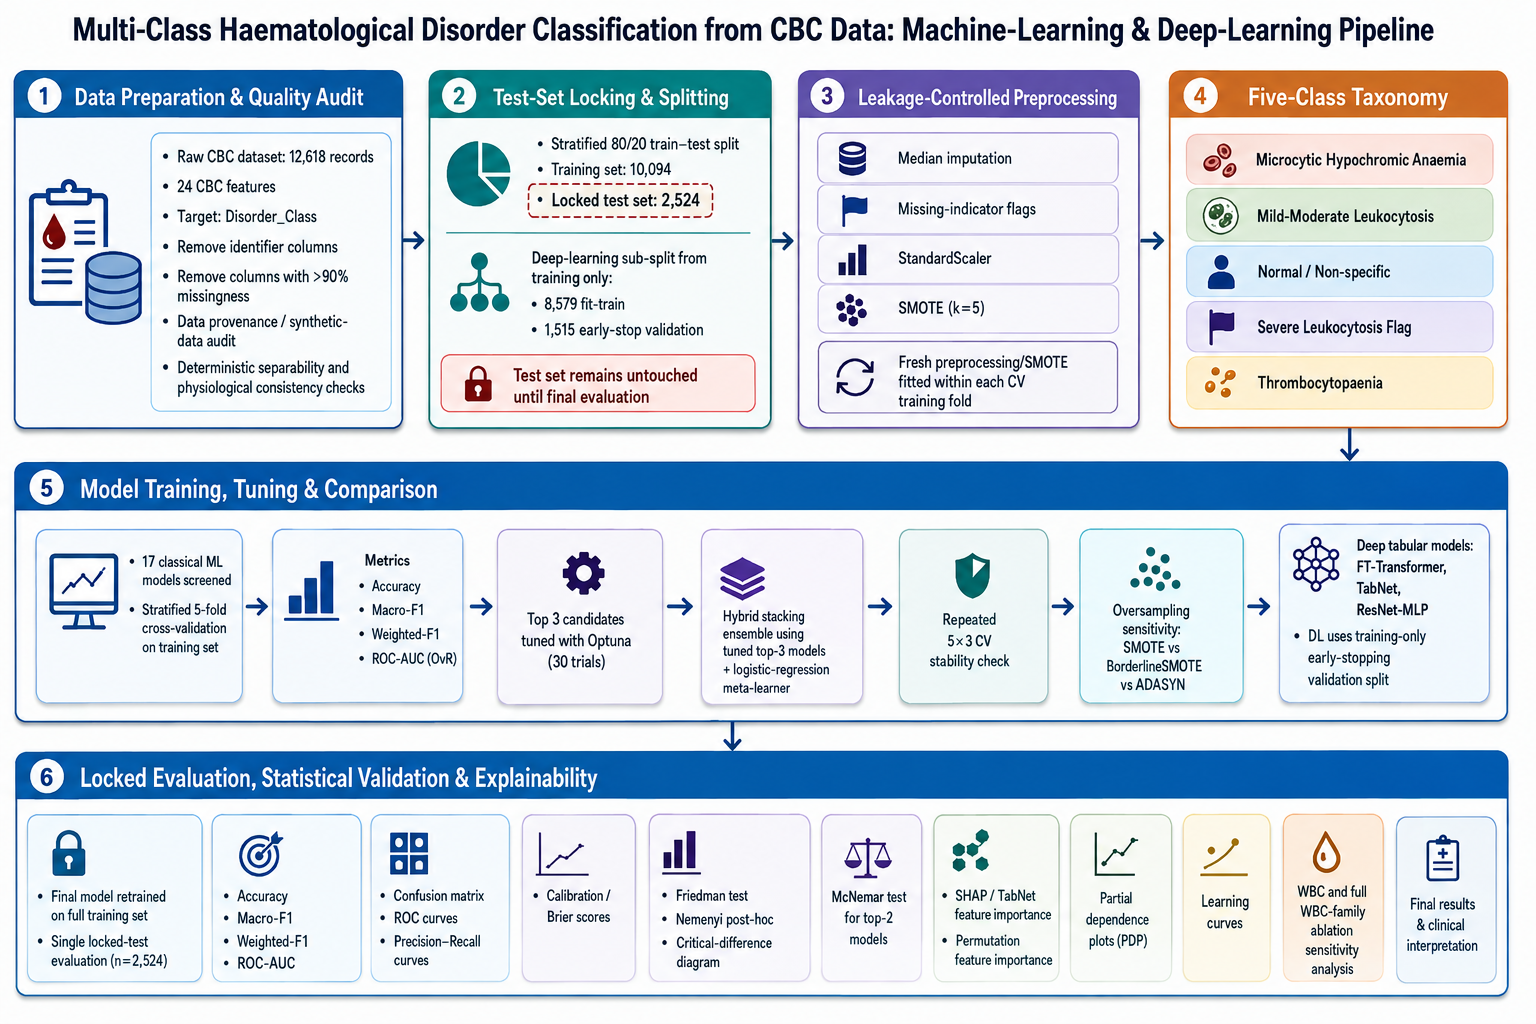 Multi-Class Haematological Disorder Classification from CBC Data: Machine-Learning & Deep-Learning Pipeline
1 Data Preparation & Quality Audit
• Raw CBC dataset: 12,618 records
• 24 CBC features
• Target: Disorder_Class
• Remove identifier columns
• Remove columns with >90%
missingness
• Data provenance / synthetic-
data audit
• Deterministic separability and
physiological consistency checks
2 Test-Set Locking & Splitting
• Stratified 80/20 train–test split
• Training set: 10,094
• Locked test set: 2,524
Deep-learning sub-split from
training only:
• 8,579 fit-train
• 1,515 early-stop validation
Test set remains untouched
until final evaluation
3 Leakage-Controlled Preprocessing
Median imputation
Missing-indicator flags
StandardScaler
SMOTE (k=5)
Fresh preprocessing/SMOTE
fitted within each CV
training fold
4 Five-Class Taxonomy
Microcytic Hypochromic Anaemia
Mild-Moderate Leukocytosis
Normal / Non-specific
Severe Leukocytosis Flag
Thrombocytopaenia
5 Model Training, Tuning & Comparison
• 17 classical ML
models screened
• Stratified 5-fold
cross-validation
on training set
Metrics
• Accuracy
• Macro-F1
• Weighted-F1
• ROC-AUC (OvR)
Top 3 candidates
tuned with Optuna
(30 trials)
Hybrid stacking
ensemble using
tuned top-3 models
+ logistic-regression
meta-learner
Repeated
5×3 CV
stability check
Oversampling
sensitivity:
SMOTE vs
BorderlineSMOTE
vs ADASYN
Deep tabular models:
FT-Transformer,
TabNet,
ResNet-MLP
• DL uses training-only
early-stopping
validation split
6 Locked Evaluation, Statistical Validation & Explainability
• Final model retrained
on full training set
• Single locked-test
evaluation (n=2,524)
• Accuracy
• Macro-F1
• Weighted-F1
• ROC-AUC
• Confusion matrix
• ROC curves
• Precision–Recall
curves
• Calibration /
Brier scores
• Friedman test
• Nemenyi post-hoc
• Critical-difference
diagram
McNemar test
for top-2
models
• SHAP / TabNet
feature importance
• Permutation
feature importance
Partial
dependence
plots (PDP)
Learning
curves
WBC and full
WBC-family
ablation
sensitivity
analysis
Final results
& clinical
interpretation